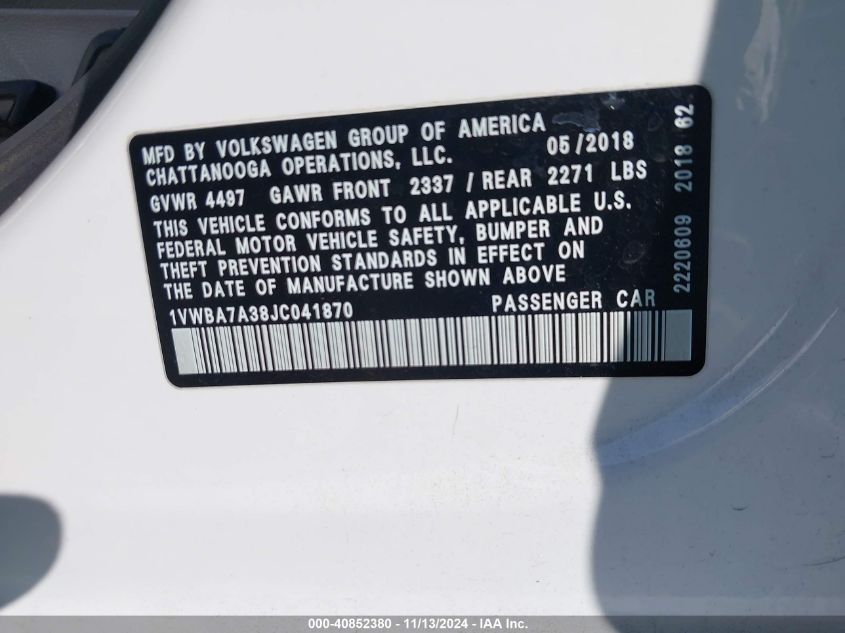 MFD BY VOLKSWAGEN GROUP OF AMERICA
CHATTANOOGA OPERATIONS, LLC. 05/2018
GVWR 4497 GAWR FRONT 2337 / REAR 2271 LBS
THIS VEHICLE CONFORMS TO ALL APPLICABLE U.S.
FEDERAL MOTOR VEHICLE SAFETY, BUMPER AND
THEFT PREVENTION STANDARDS IN EFFECT ON
THE DATE OF MANUFACTURE SHOWN ABOVE
1VWBA7A38JC041870 PASSENGER CAR
2220609 2018 62
000-40852380 - 11/13/2024 - IAA Inc.